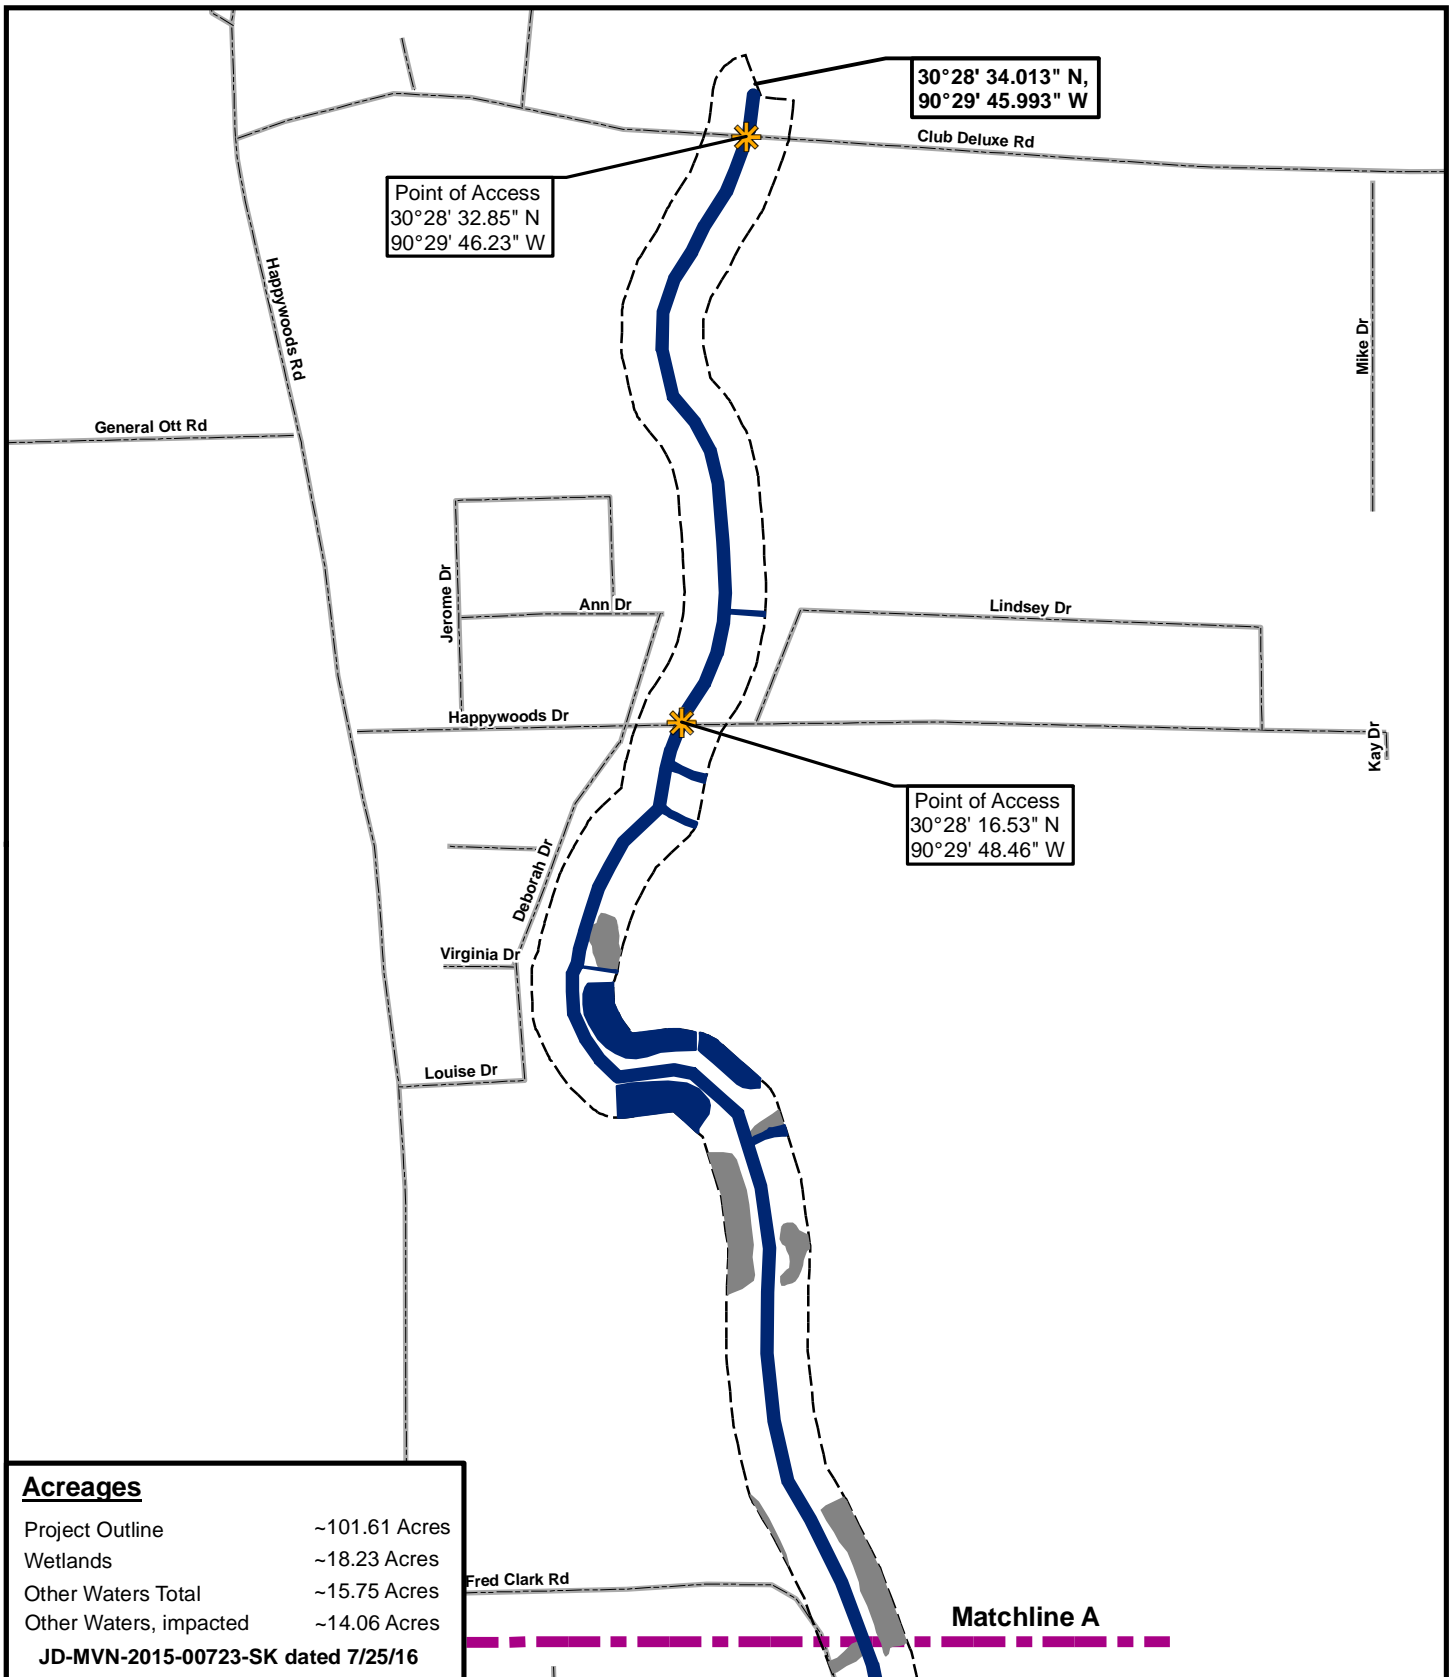 30°28' 34.013" N,
90°29' 45.993" W
Club Deluxe Rd
Point of Access
30°28' 32.85" N
90°29' 46.23" W
Happywoods Rd
Mike Dr
General Ott Rd
Jerome Dr
Ann Dr
Lindsey Dr
Happywoods Dr
Kay Dr
Point of Access
30°28' 16.53" N
90°29' 48.46" W
Deborah Dr
Virginia Dr
Louise Dr
Acreages
Project Outline ~101.61 Acres
Wetlands ~18.23 Acres
Other Waters Total ~15.75 Acres
Other Waters, impacted ~14.06 Acres
JD-MVN-2015-00723-SK dated 7/25/16
Fred Clark Rd
Matchline A